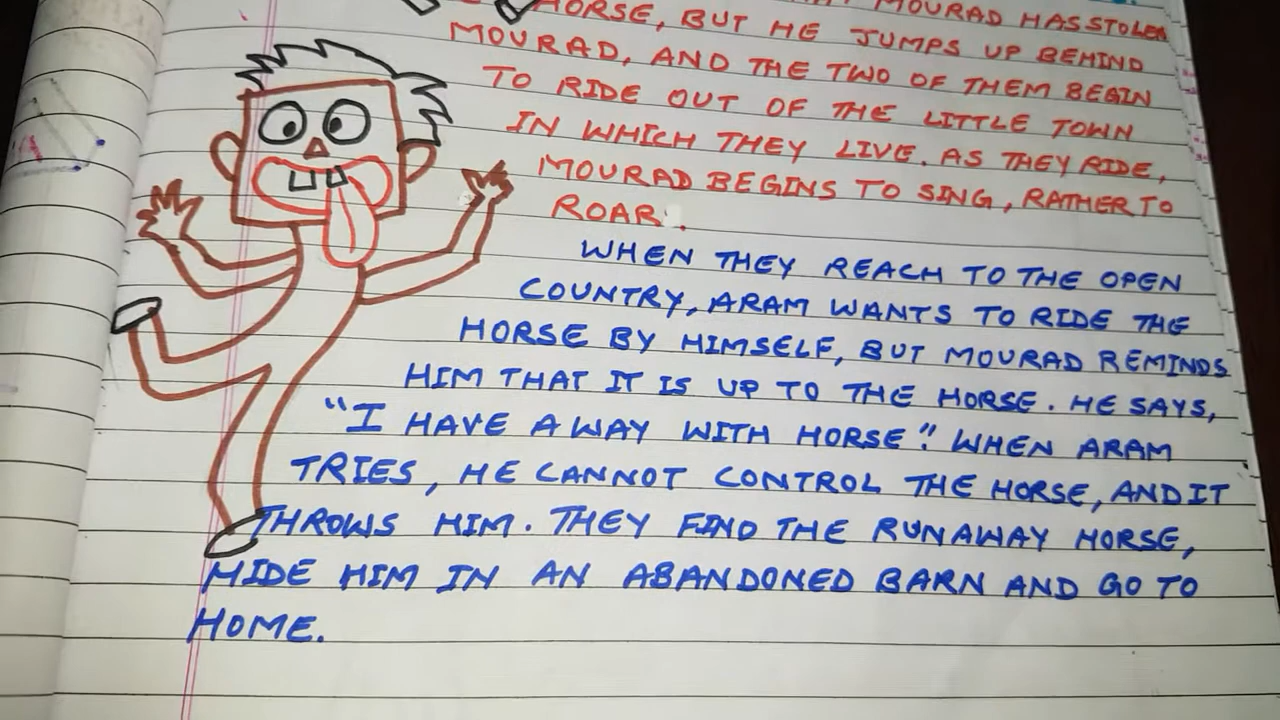 MOURAD HAS STOLEN
HORSE, BUT HE JUMPS UP BEHIND
MOURAD, AND THE TWO OF THEM BEGIN
TO RIDE OUT OF THE LITTLE TOWN
IN WHICH THEY LIVE. AS THEY RIDE,
MOURAD BEGINS TO SING, RATHER TO
ROAR.
WHEN THEY REACH TO THE OPEN
COUNTRY, ARAM WANTS TO RIDE THE
HORSE BY HIMSELF, BUT MOURAD REMINDS
HIM THAT IT IS UP TO THE HORSE. HE SAYS,
"I HAVE A WAY WITH HORSE". WHEN ARAM
TRIES, HE CANNOT CONTROL THE HORSE, AND IT
THROWS HIM. THEY FIND THE RUNAWAY HORSE,
HIDE HIM IN AN ABANDONED BARN AND GO TO
HOME.